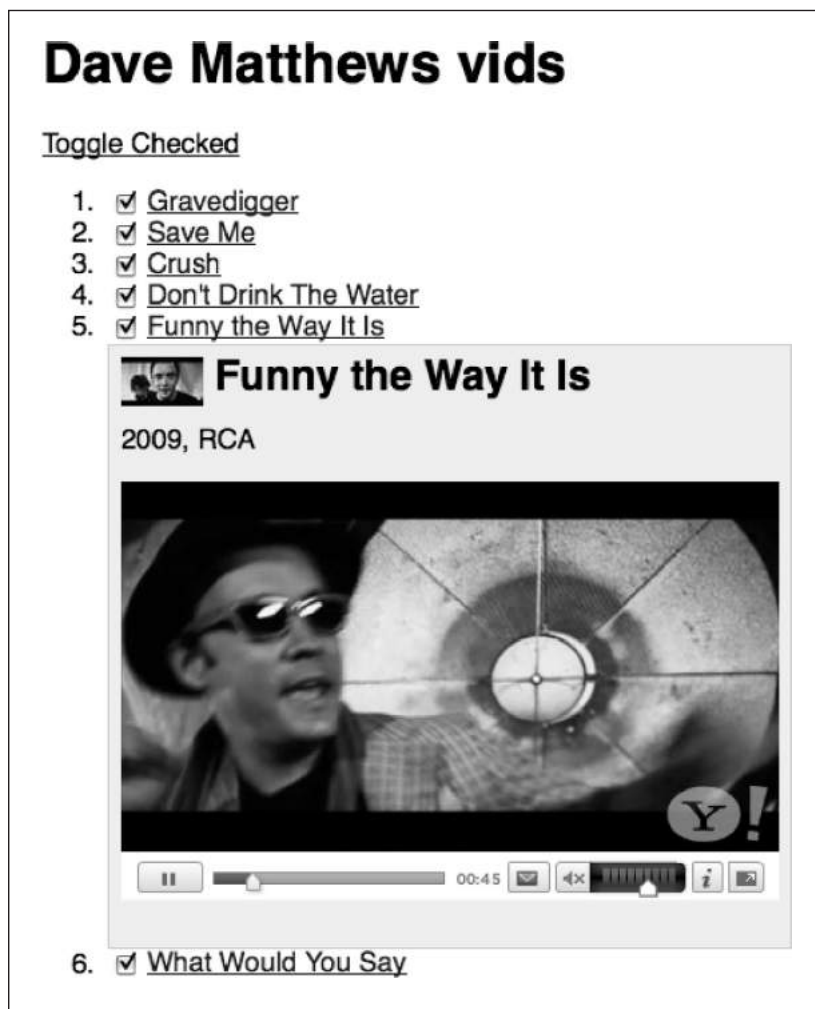 Dave Matthews vids
Toggle Checked
1. Gravedigger
2. Save Me
3. Crush
4. Don't Drink The Water
5. Funny the Way It Is
Funny the Way It Is
2009, RCA
Y!
00:45
i
6. What Would You Say